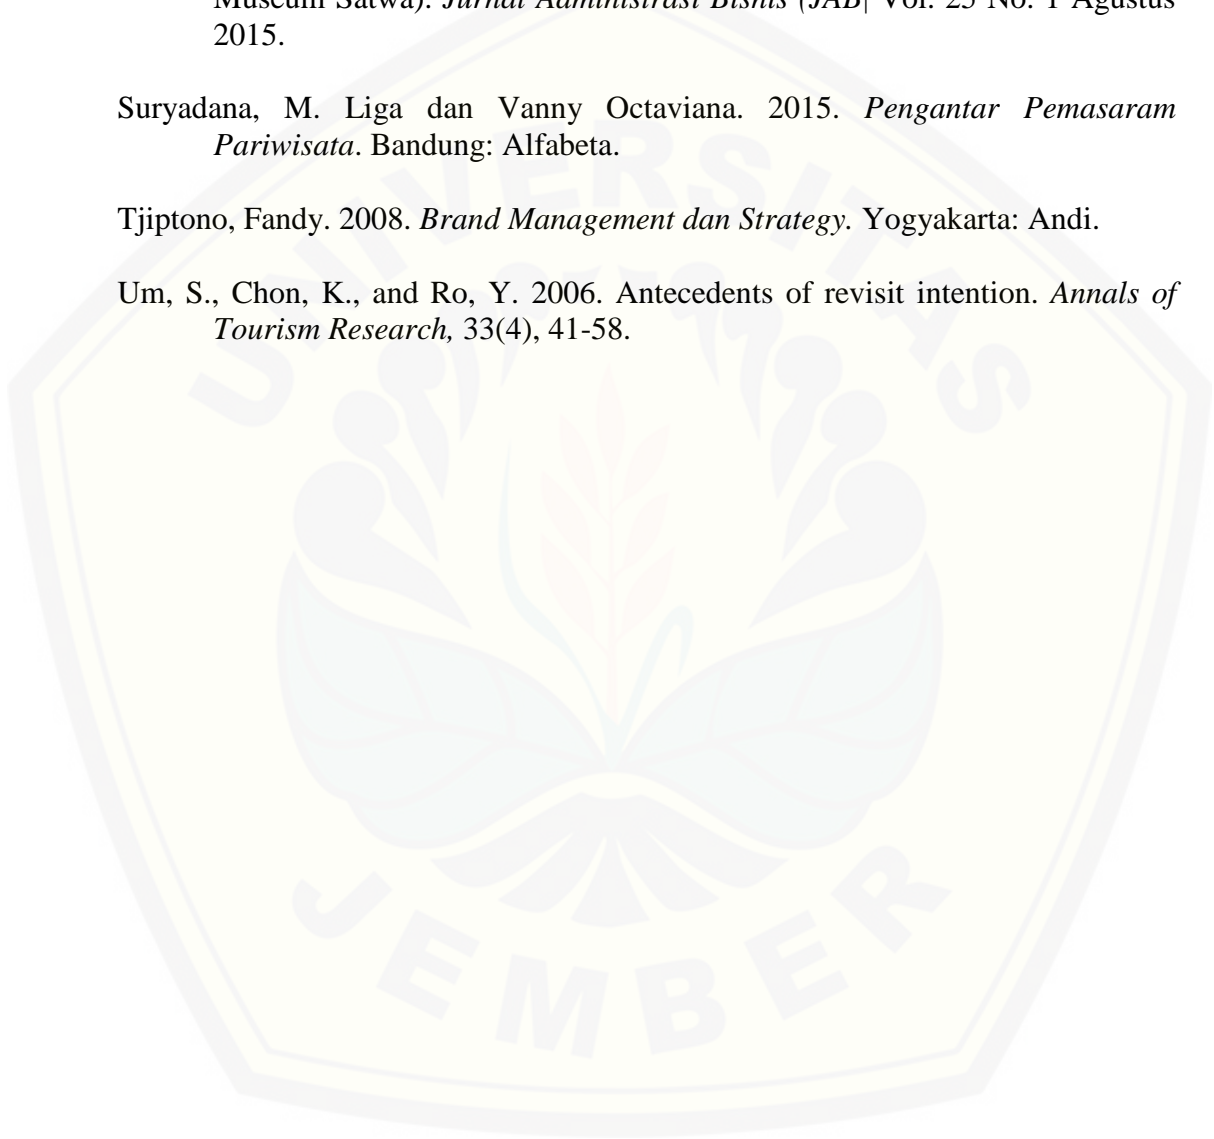 Museum Satwa). Jurnal Administrasi Bisnis (JAB| Vol. 25 No. 1 Agustus
2015.
Suryadana, M. Liga dan Vanny Octaviana. 2015. Pengantar Pemasaram
Pariwisata. Bandung: Alfabeta.
Tjiptono, Fandy. 2008. Brand Management dan Strategy. Yogyakarta: Andi.
Um, S., Chon, K., and Ro, Y. 2006. Antecedents of revisit intention. Annals of
Tourism Research, 33(4), 41-58.
UNIVERSITAS
JEMBER